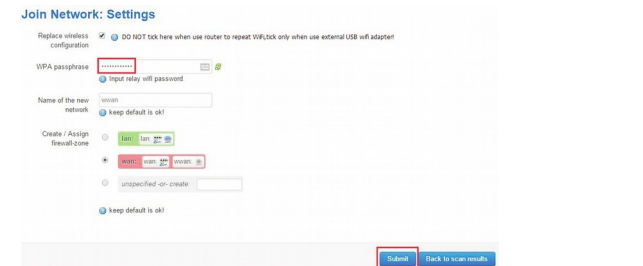 Join Network: Settings
Replace wireless configuration
DO NOT tick here when use router to repeat WiFi,tick only when use external USB wifi adapter!
WPA passphrase
Input relay wifi password.
Name of the new network
wwan
keep default is ok!
Create / Assign firewall-zone
lan: lan:
wan: wan: wwan:
unspecified -or- create:
keep default is ok!
Submit
Back to scan results